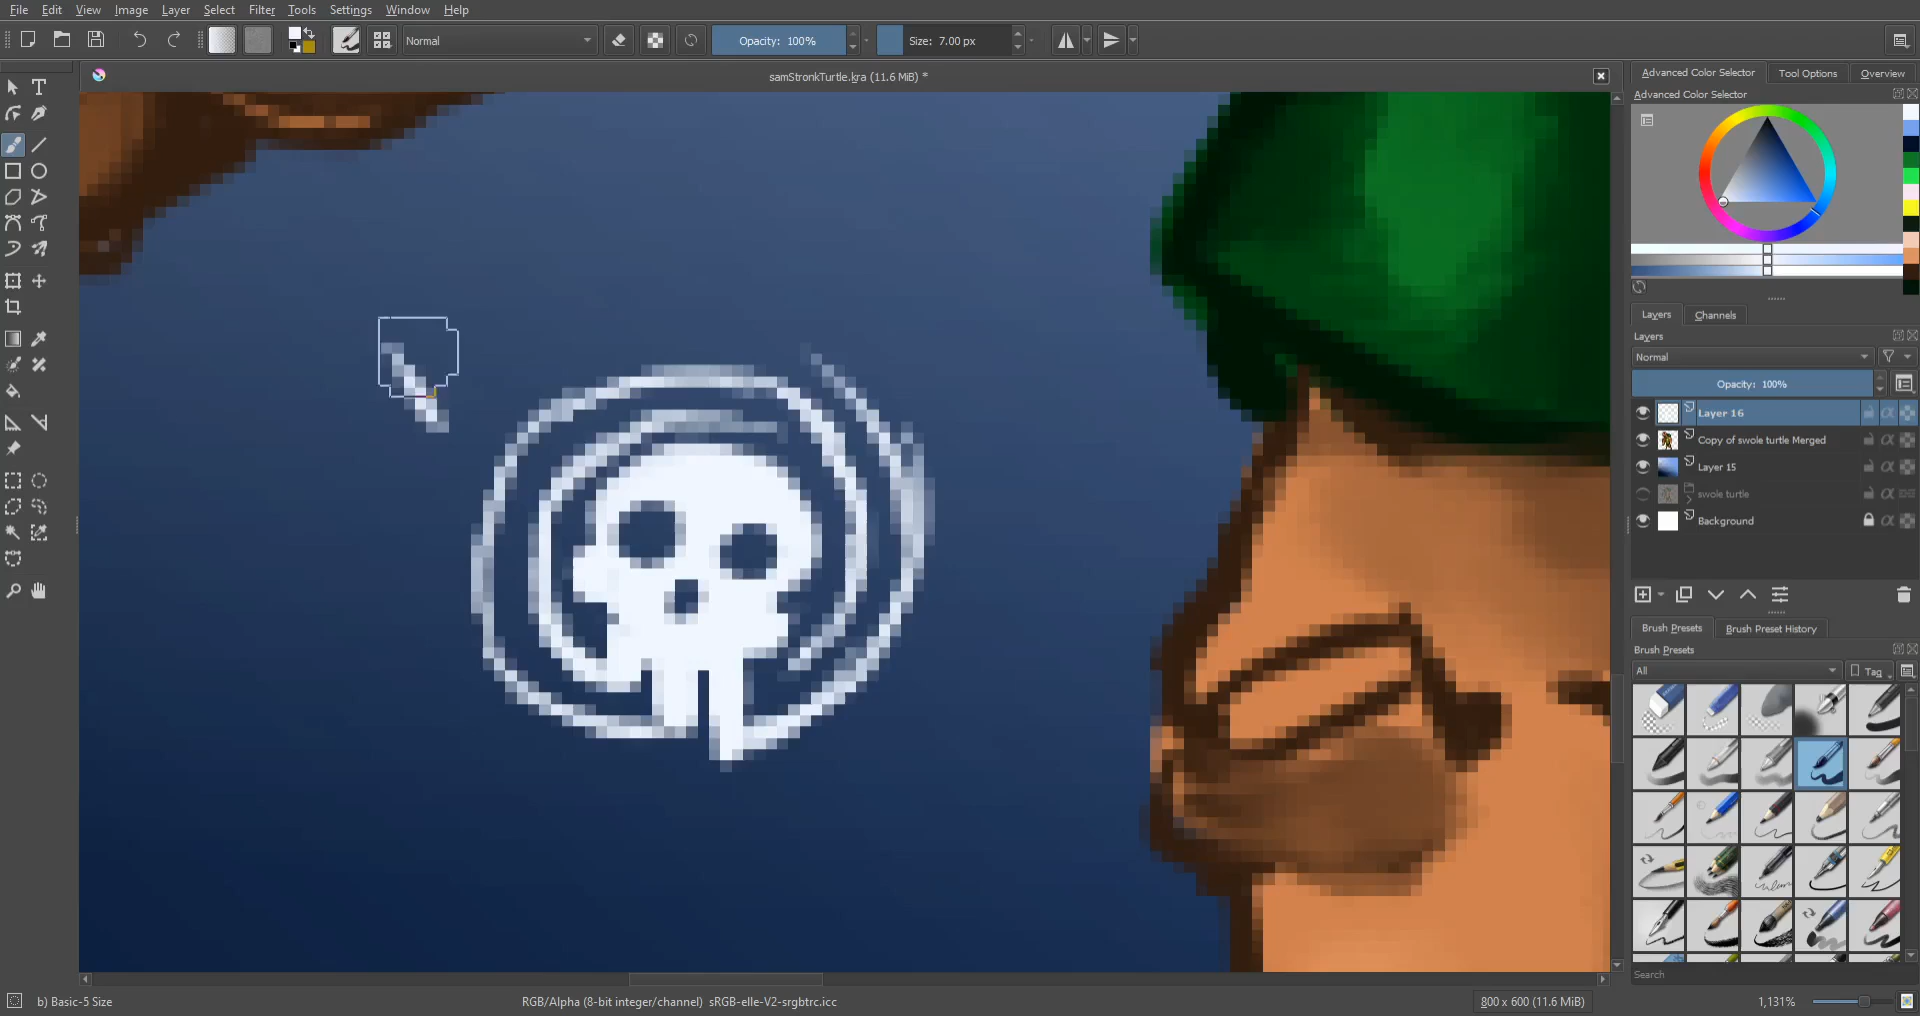 File Edit View Image Layer Select Filter Tools Settings Window Help
Normal
Opacity: 100%
Size: 7.00 px
samStronkTurtle.kra (11.6 MiB) *
Advanced Color Selector
Tool Options
Overview
Advanced Color Selector
Layers
Channels
Layers
Normal
Opacity: 100%
Layer 16
Copy of swole turtle Merged
Layer 15
swole turtle
Background
Brush Presets
Brush Preset History
Brush Presets
All
Tag
Search
b) Basic-5 Size
RGB/Alpha (8-bit integer/channel) sRGB-elle-V2-srgbtrc.icc
800 x 600 (11.6 MiB)
1,131%